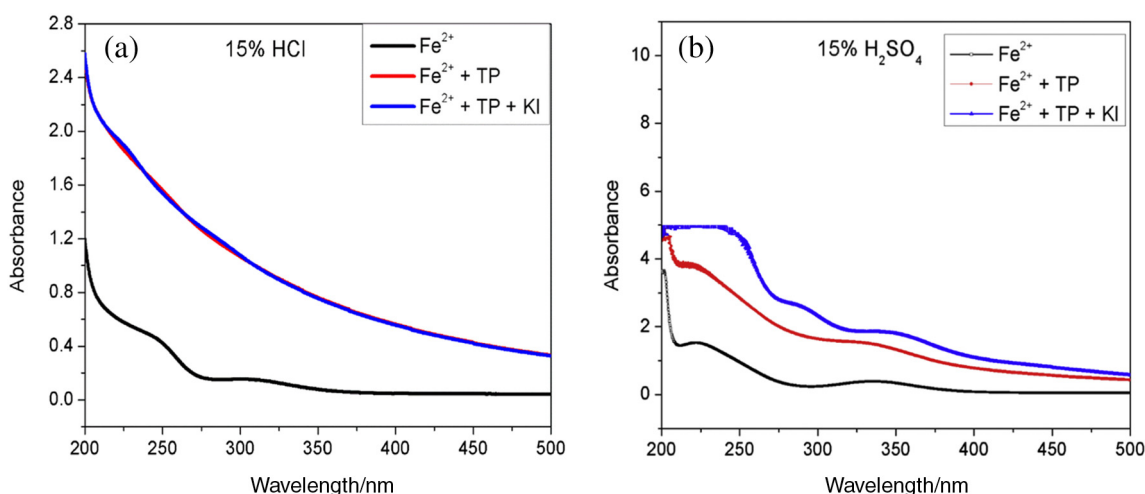 (a)
15% HCl
Fe²⁺
Fe²⁺ + TP
Fe²⁺ + TP + KI
2.8
2.4
2.0
1.6
1.2
0.8
0.4
0.0
Absorbance
200 250 300 350 400 450 500
Wavelength/nm
(b)
15% H₂SO₄
Fe²⁺
Fe²⁺ + TP
Fe²⁺ + TP + KI
10
8
6
4
2
0
Absorbance
200 250 300 350 400 450 500
Wavelength/nm